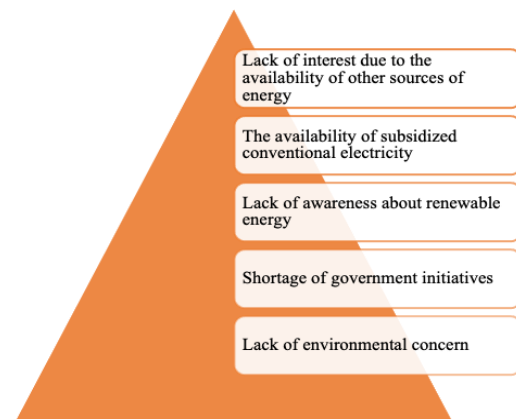 Lack of interest due to the
availability of other sources of
energy
The availability of subsidized
conventional electricity
Lack of awareness about renewable
energy
Shortage of government initiatives
Lack of environmental concern